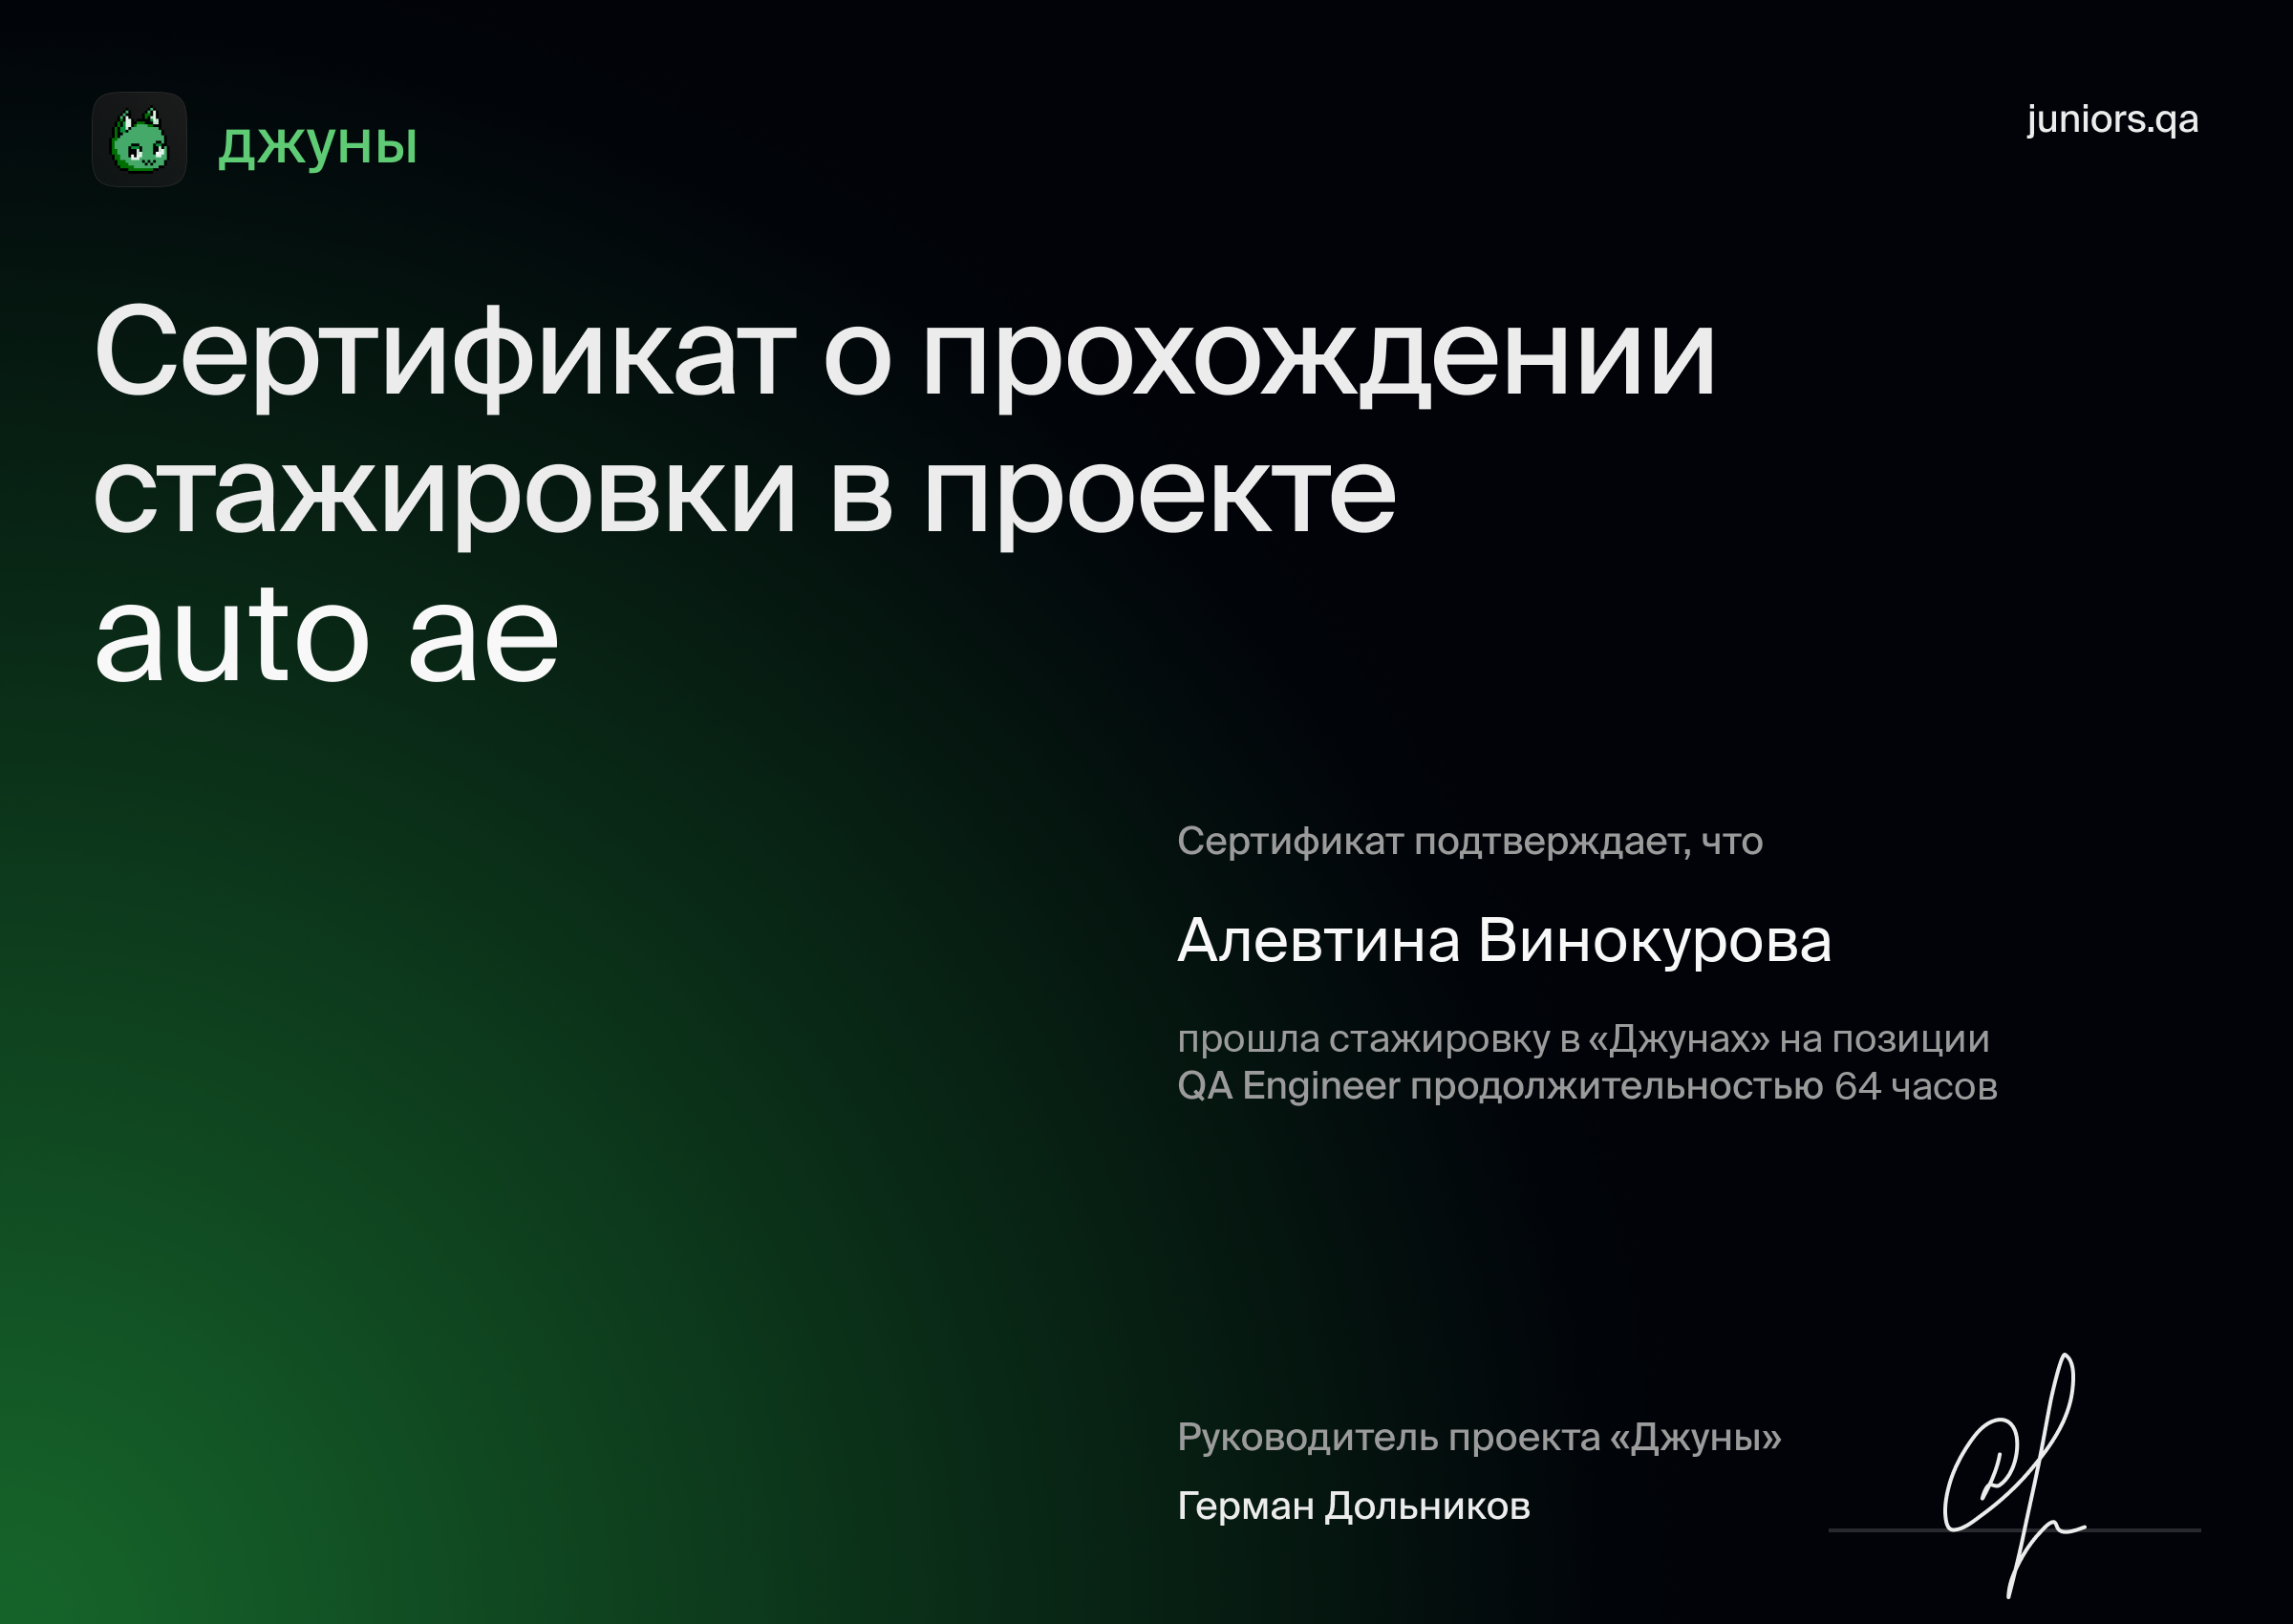 джуны
juniors.qa
Сертификат о прохождении
стажировки в проекте
auto ae
Сертификат подтверждает, что
Алевтина Винокурова
прошла стажировку в «Джунах» на позиции
QA Engineer продолжительностью 64 часов
Руководитель проекта «Джуны»
Герман Дольников